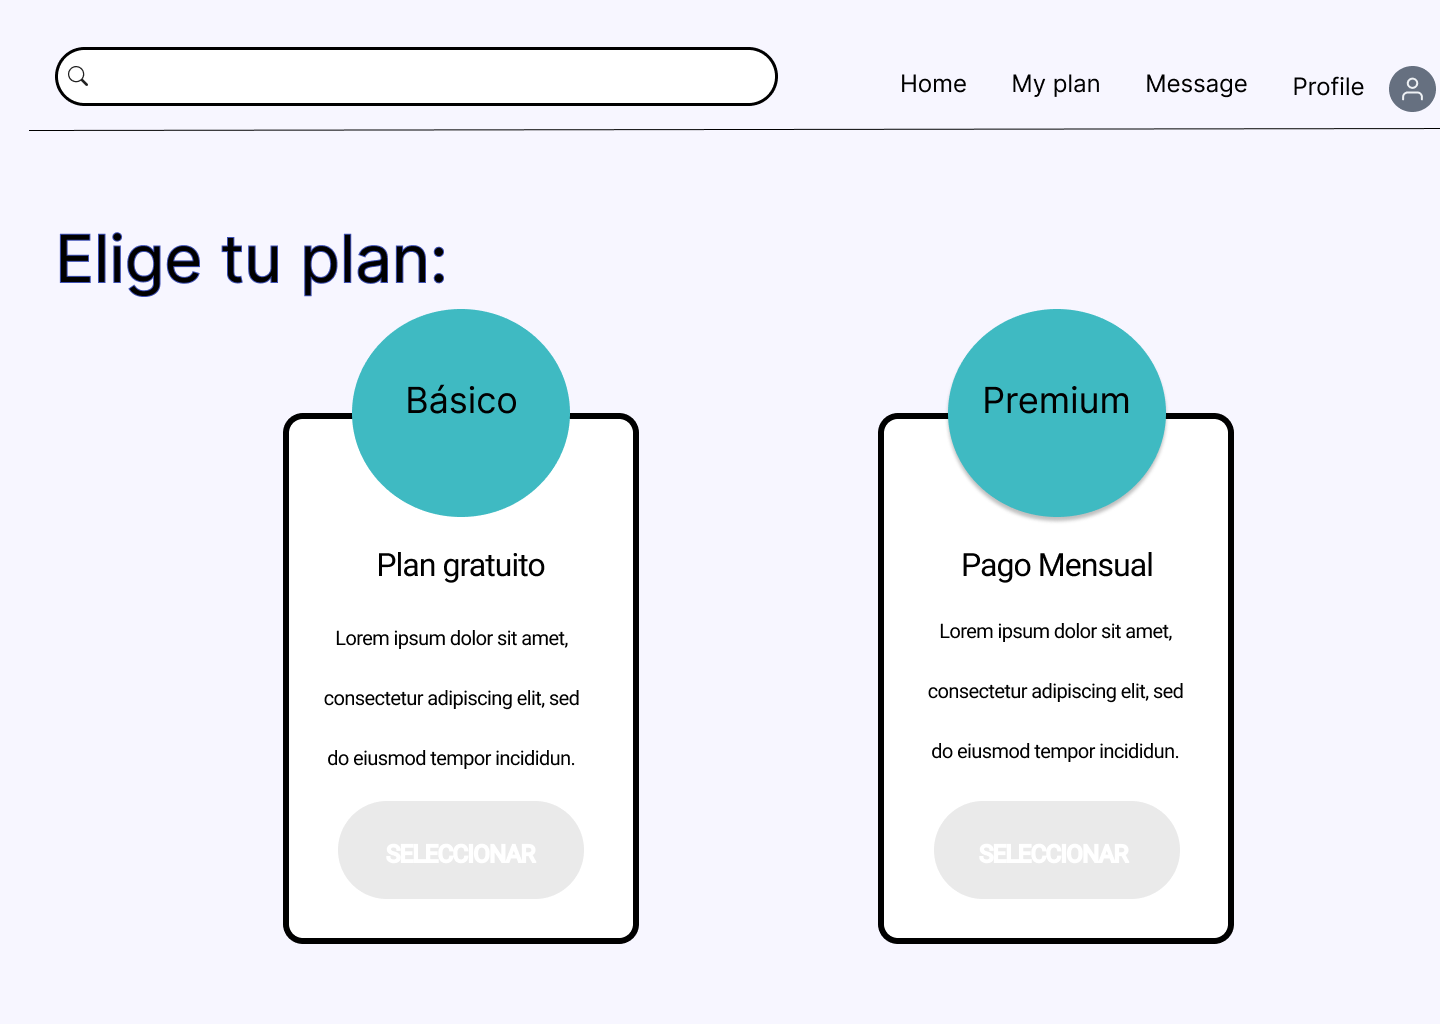 Home My plan Message Profile
Elige tu plan:
Básico
Plan gratuito
Lorem ipsum dolor sit amet,
consectetur adipiscing elit, sed
do eiusmod tempor incididun.
SELECCIONAR
Premium
Pago Mensual
Lorem ipsum dolor sit amet,
consectetur adipiscing elit, sed
do eiusmod tempor incididun.
SELECCIONAR